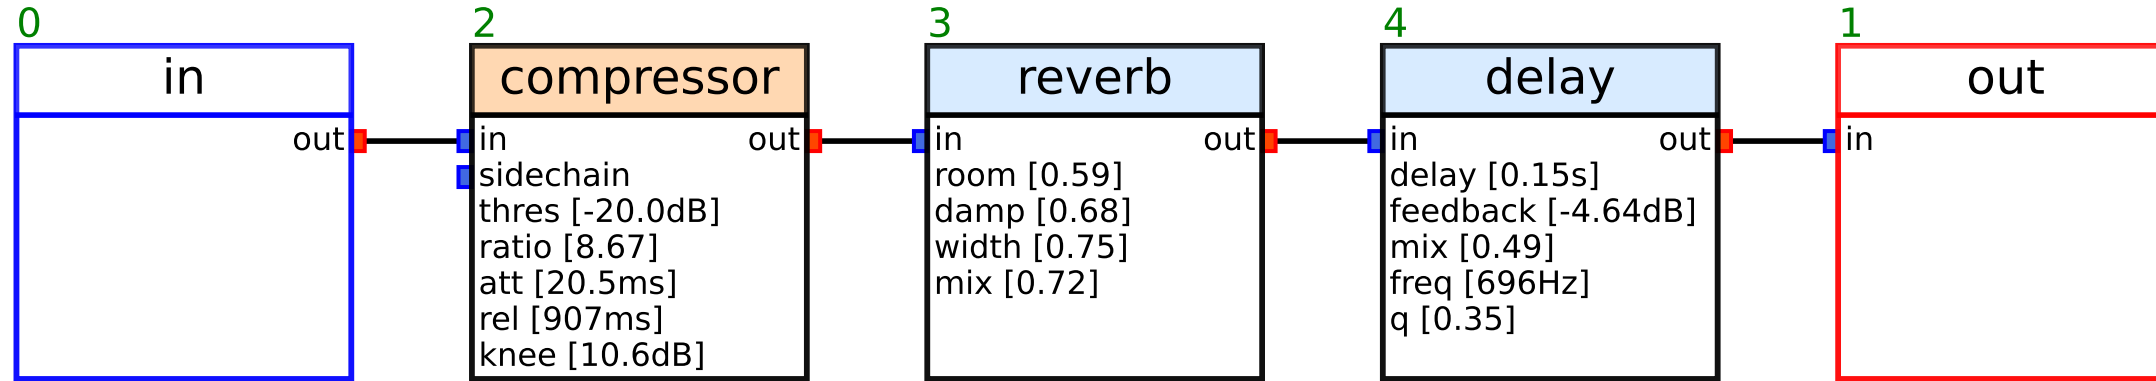 0
in
out
2
compressor
in out
sidechain
thres [-20.0dB]
ratio [8.67]
att [20.5ms]
rel [907ms]
knee [10.6dB]
3
reverb
in out
room [0.59]
damp [0.68]
width [0.75]
mix [0.72]
4
delay
in out
delay [0.15s]
feedback [-4.64dB]
mix [0.49]
freq [696Hz]
q [0.35]
1
out
in